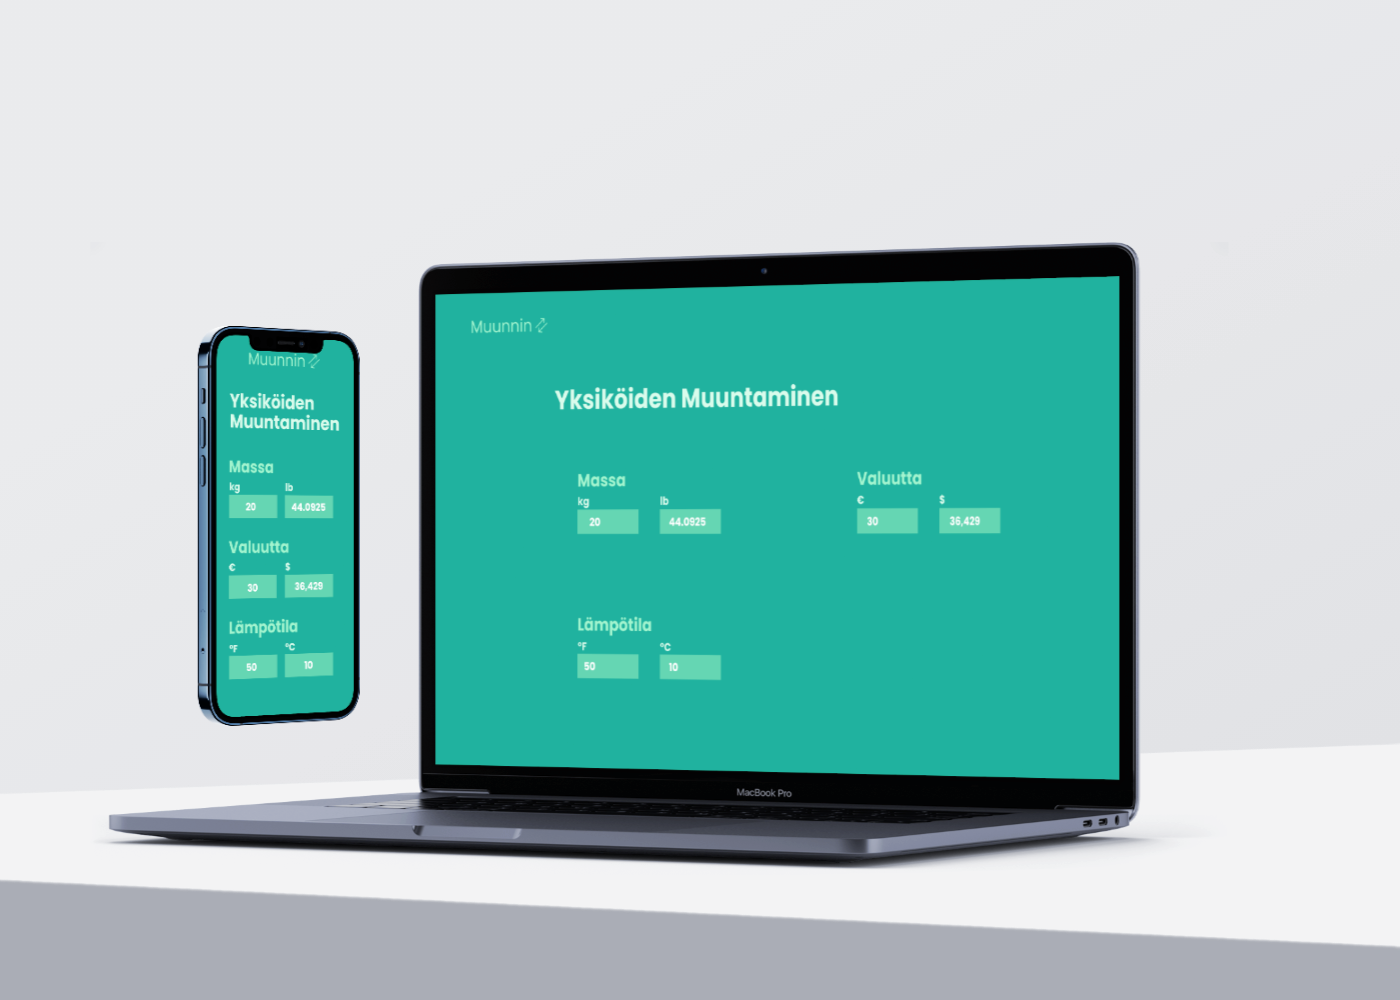 Muunnin
Yksiköiden
Muuntaminen
Massa
kg lb
20 44.0925
Valuutta
€ $
30 36,429
Lämpötila
°F °C
50 10
Muunnin
Yksiköiden Muuntaminen
Massa
kg lb
20 44.0925
Valuutta
€ $
30 36,429
Lämpötila
°F °C
50 10
MacBook Pro